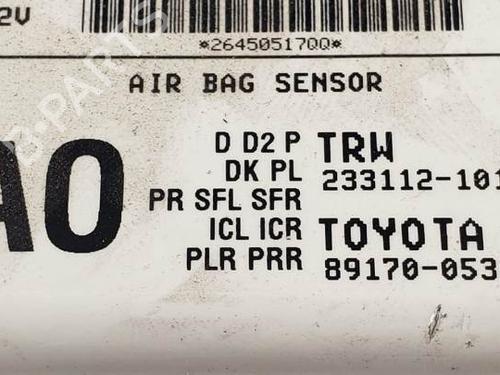 2V
*26450517QQ*
AIR BAG SENSOR
AO
D D2 P
DK PL
PR SFL SFR
ICL ICR
PLR PRR
TRW
233112-101
TOYOTA
89170-053
B-PARTS